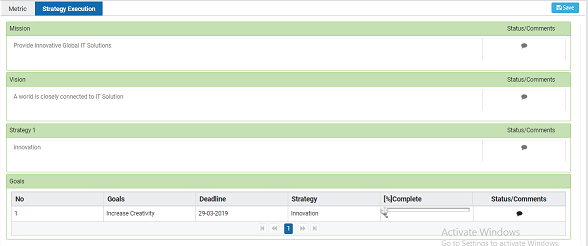 Metric Strategy Execution Save
Mission Status/Comments
Provide Innovative Global IT Solutions
Vision Status/Comments
A world is closely connected to IT Solution
Strategy 1 Status/Comments
Innovation
Goals
No Goals Deadline Strategy [%]Complete Status/Comments
1 Increase Creativity 29-03-2019 Innovation
1
Activate Windows
Go to Settings to activate Windows.